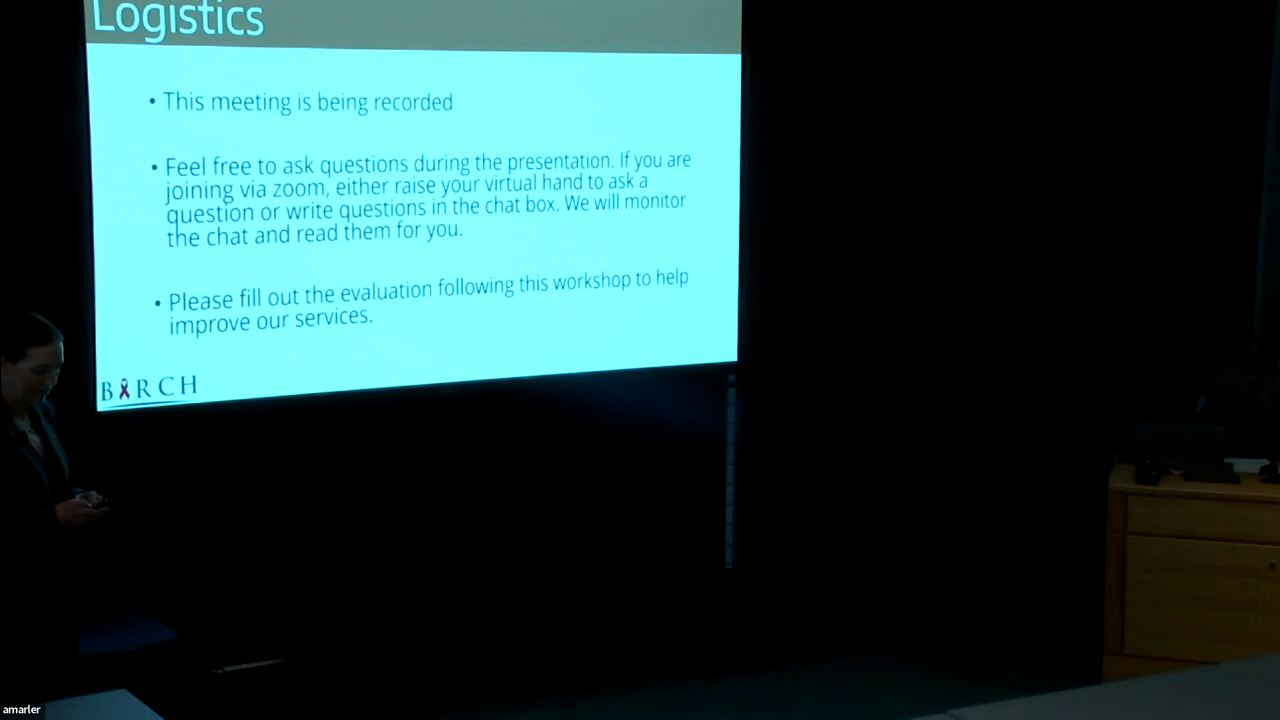 Logistics
• This meeting is being recorded
• Feel free to ask questions during the presentation. If you are
joining via zoom, either raise your virtual hand to ask a
question or write questions in the chat box. We will monitor
the chat and read them for you.
• Please fill out the evaluation following this workshop to help
improve our services.
BIRCH
amarler